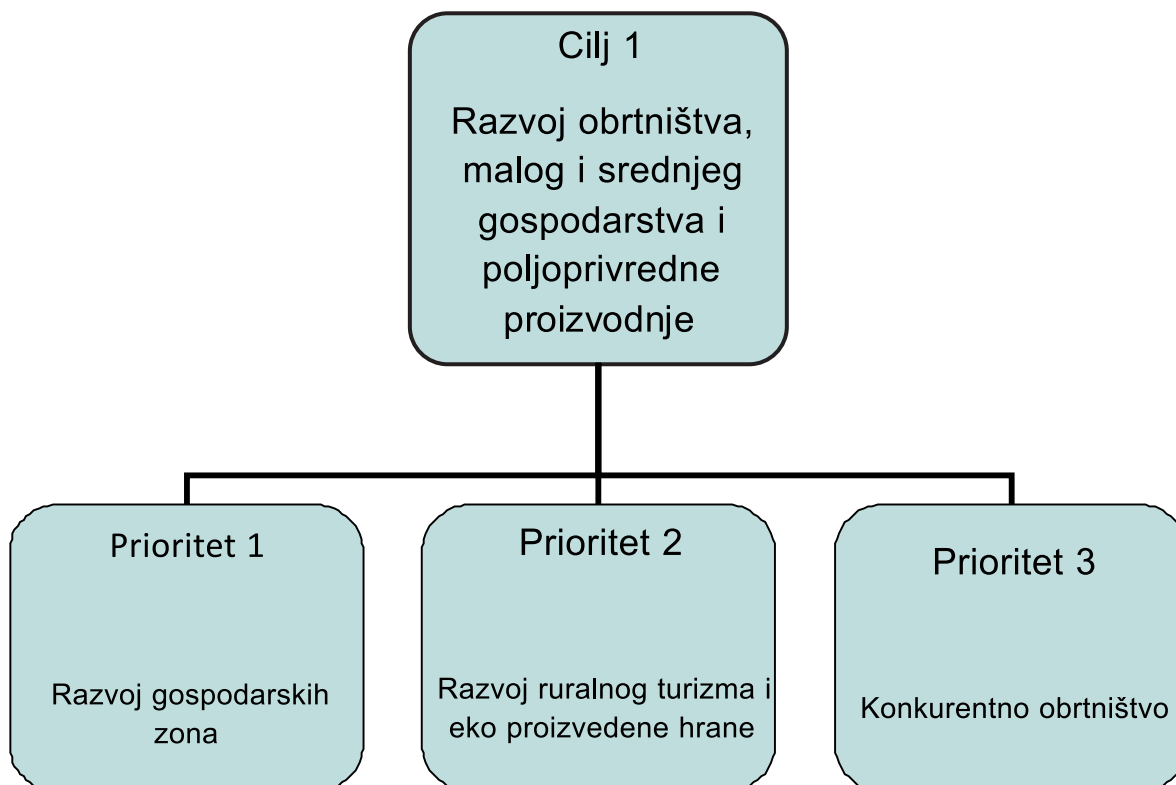 Cilj 1
Razvoj obrtništva,
malog i srednjeg
gospodarstva i
poljoprivredne
proizvodnje
Prioritet 1
Razvoj gospodarskih
zona
Prioritet 2
Razvoj ruralnog turizma i
eko proizvedene hrane
Prioritet 3
Konkurentno obrtništvo